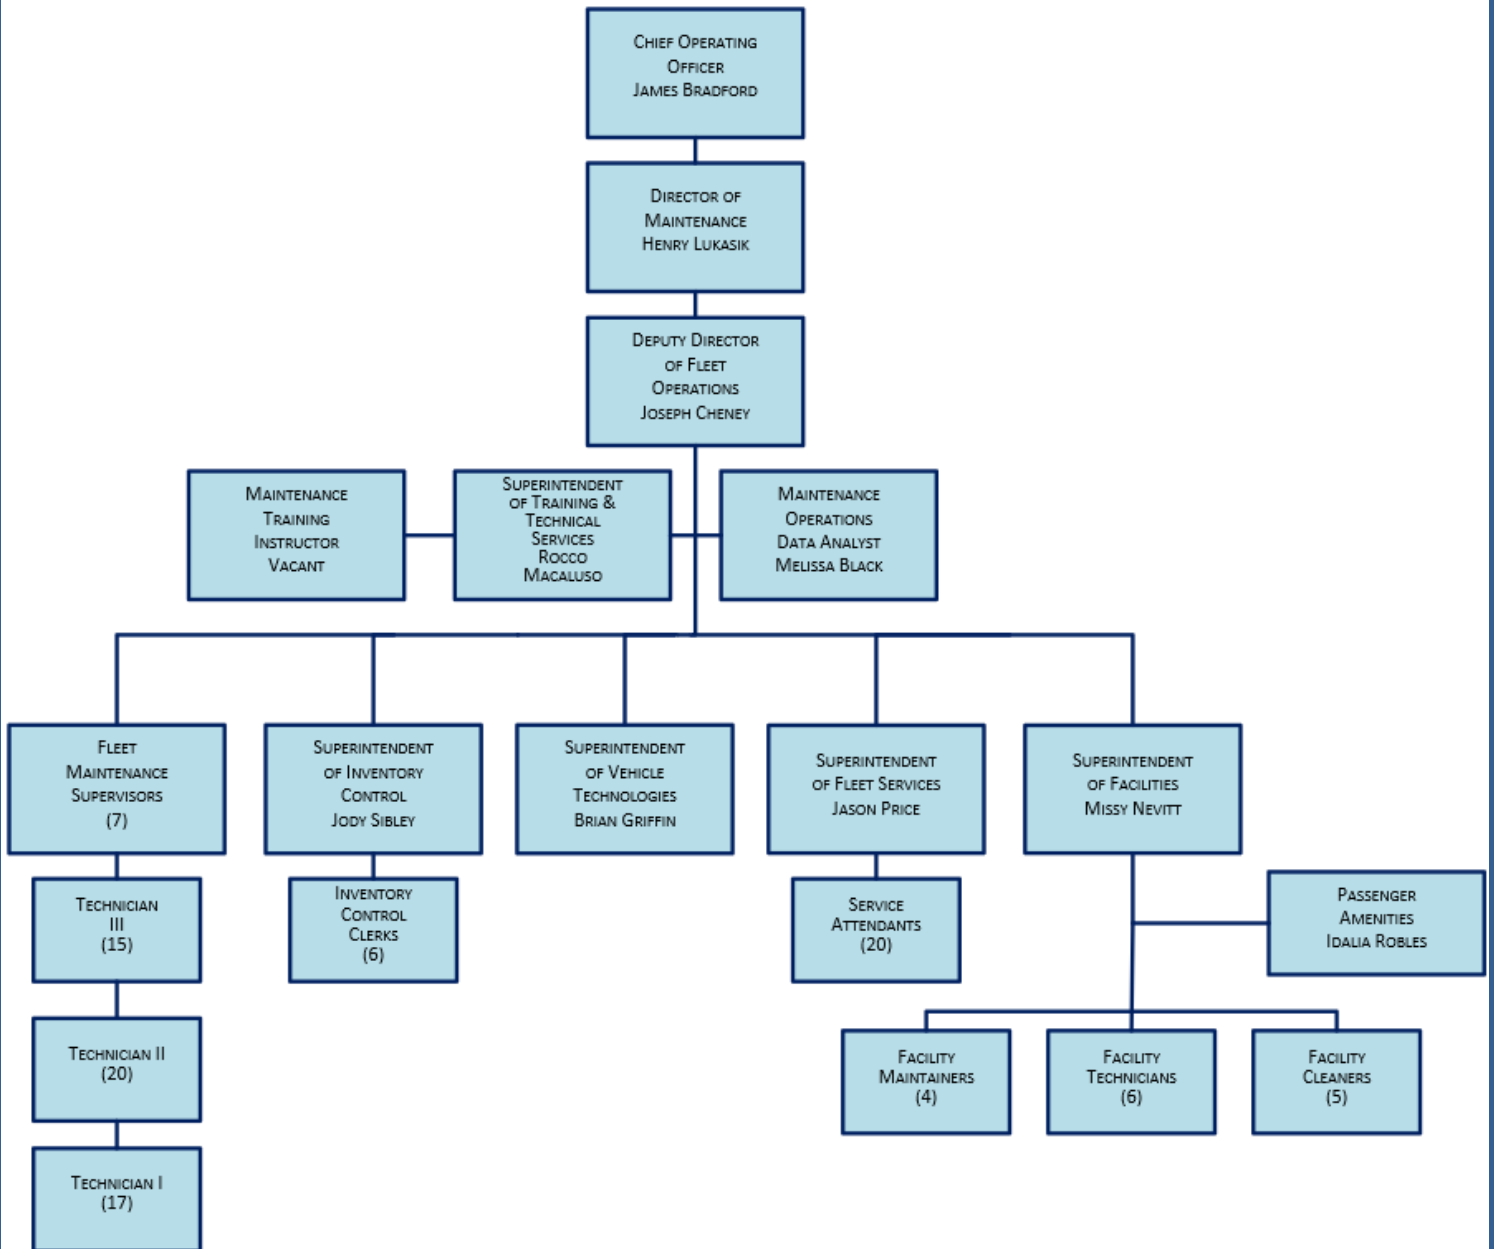 Chief Operating
Officer
James Bradford
Director of
Maintenance
Henry Lukasik
Deputy Director
of Fleet
Operations
Joseph Cheney
Maintenance
Training
Instructor
Vacant
Superintendent
of Training &
Technical
Services
Rocco
Macaluso
Maintenance
Operations
Data Analyst
Melissa Black
Fleet
Maintenance
Supervisors
(7)
Superintendent
of Inventory
Control
Jody Sibley
Superintendent
of Vehicle
Technologies
Brian Griffin
Superintendent
of Fleet Services
Jason Price
Superintendent
of Facilities
Missy Nevitt
Technician
III
(15)
Inventory
Control
Clerks
(6)
Service
Attendants
(20)
Passenger
Amenities
Idalia Robles
Technician II
(20)
Facility
Maintainers
(4)
Facility
Technicians
(6)
Facility
Cleaners
(5)
Technician I
(17)